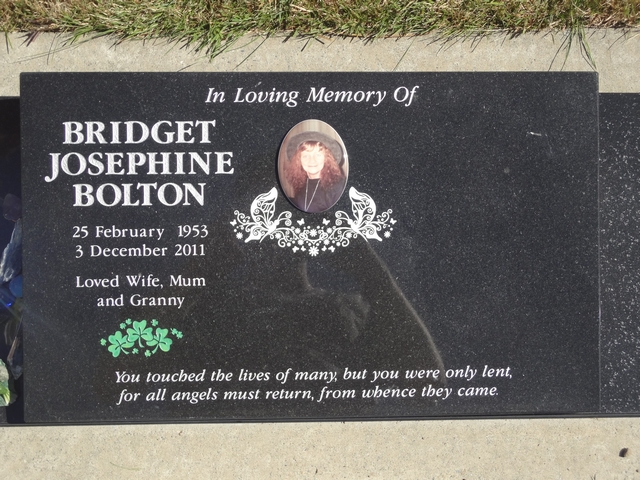 In Loving Memory Of
BRIDGET
JOSEPHINE
BOLTON
25 February 1953
3 December 2011
Loved Wife, Mum
and Granny
You touched the lives of many, but you were only lent,
for all angels must return, from whence they came.